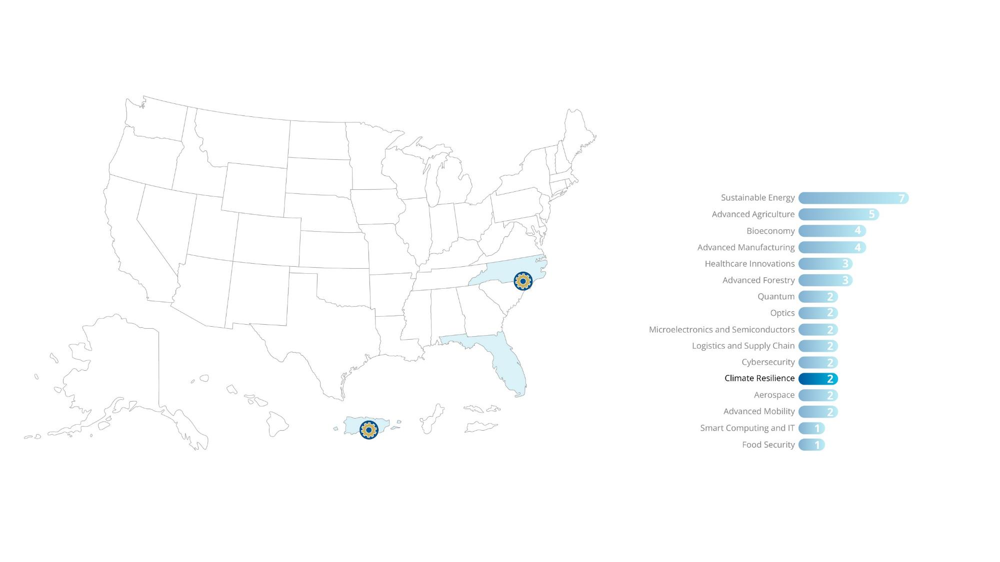 Sustainable Energy 7
Advanced Agriculture 5
Bioeconomy 4
Advanced Manufacturing 4
Healthcare Innovations 3
Advanced Forestry 3
Quantum 2
Optics 2
Microelectronics and Semiconductors 2
Logistics and Supply Chain 2
Cybersecurity 2
Climate Resilience 2
Aerospace 2
Advanced Mobility 2
Smart Computing and IT 1
Food Security 1